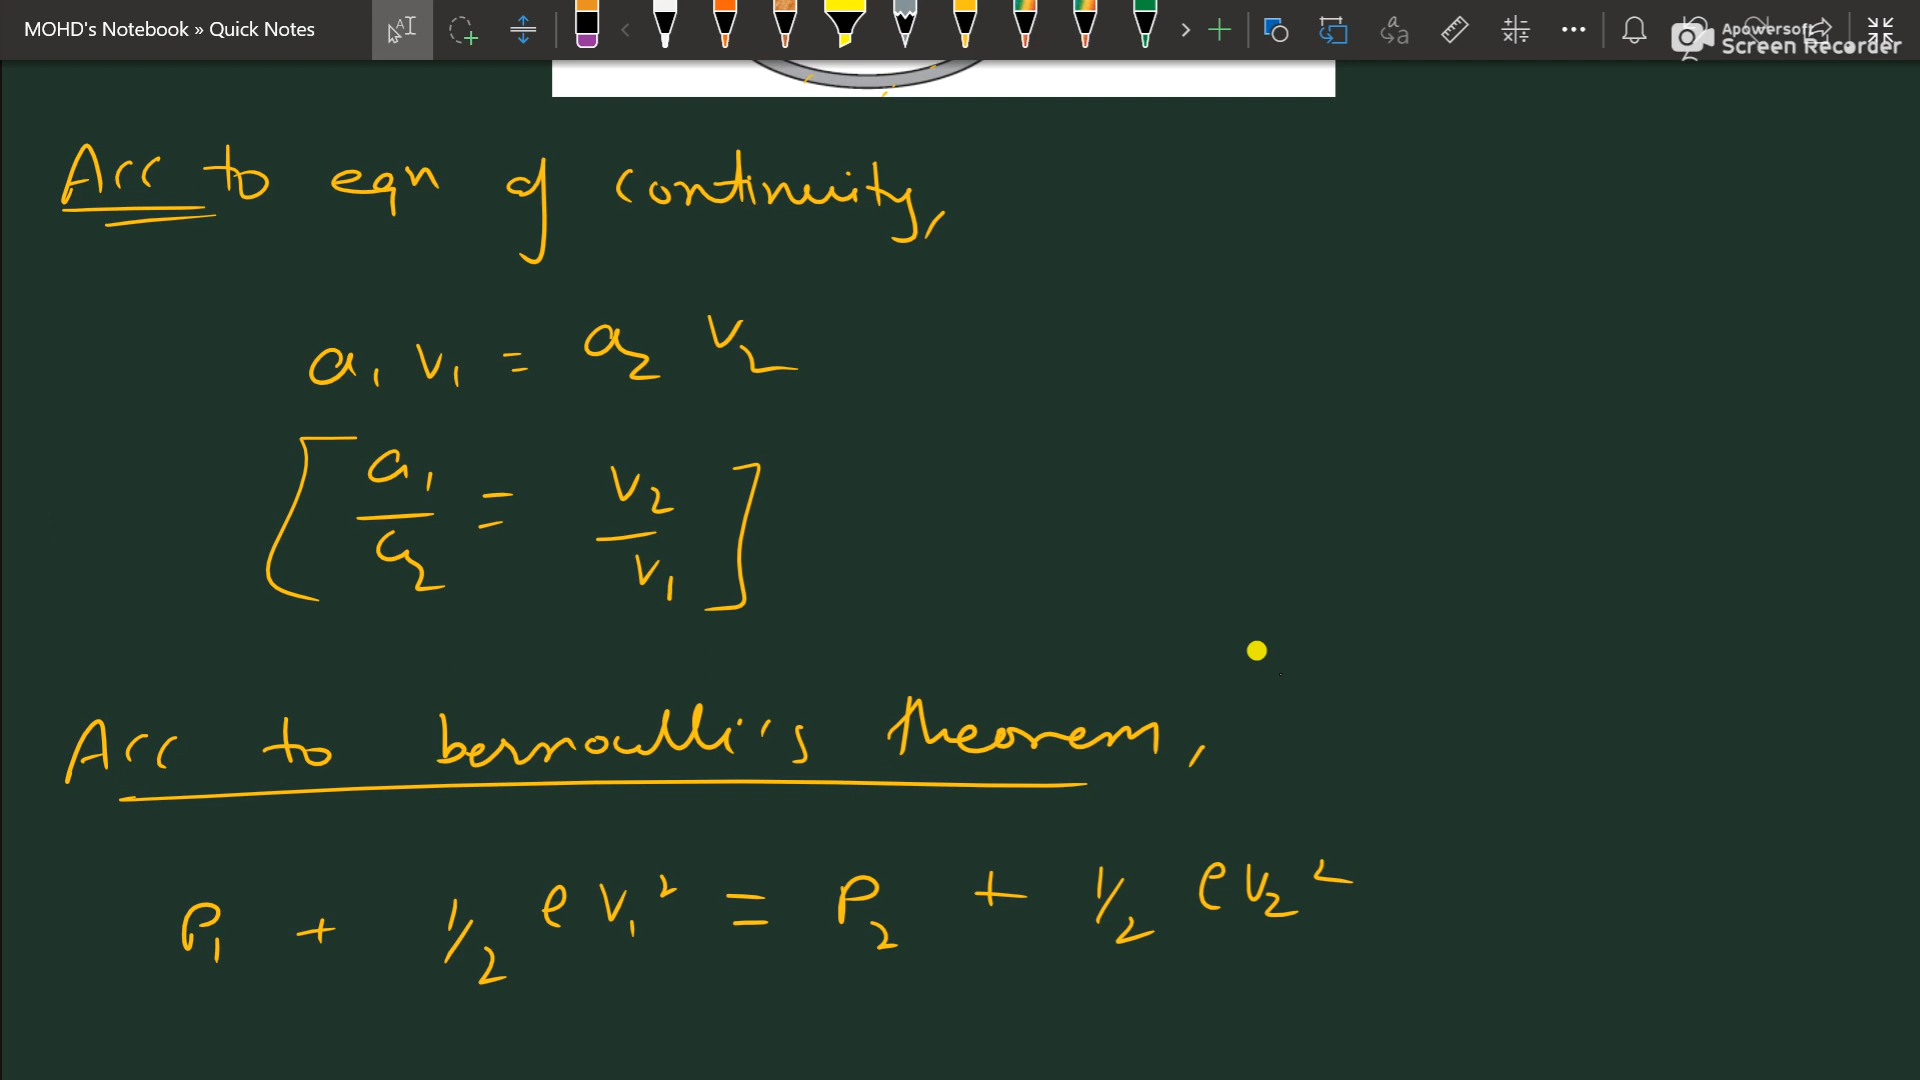 MOHD's Notebook » Quick Notes
Apowersoft
Screen Recorder
Acc to eqn of continuity,
a₁ v₁ = a₂ v₂
[a₁/a₂ = v₂/v₁]
Acc to bernoulli's theorem,
P₁ + 1/2 ρ v₁² = P₂ + 1/2 ρ v₂²